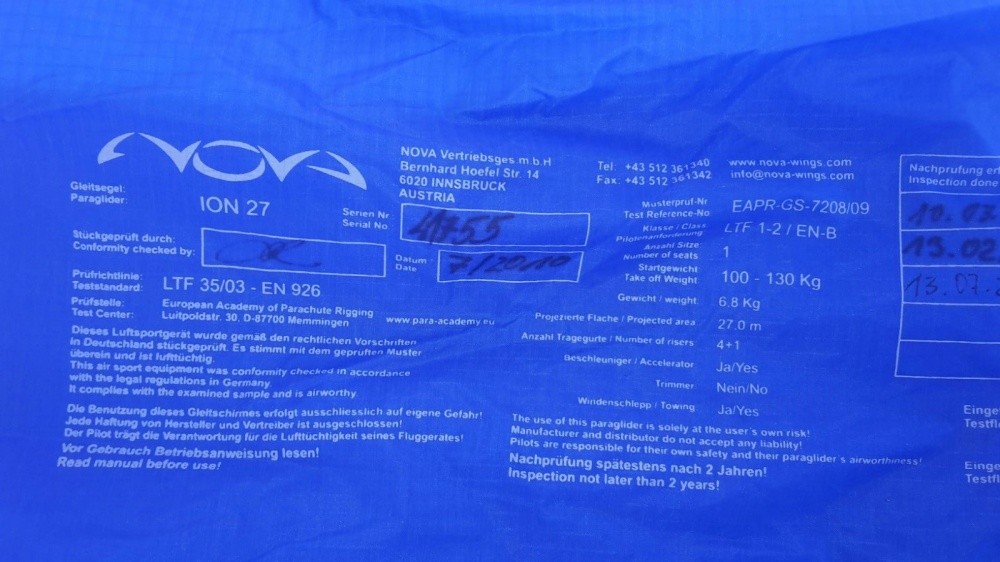 NOVA
NOVA Vertriebsges.m.b.H
Bernhard Hoefel Str. 14
6020 INNSBRUCK
AUSTRIA
Tel: +43 512 361340
Fax: +43 512 361342
www.nova-wings.com
info@nova-wings.com
Gleitsegel:
Paraglider:
ION 27
Serien Nr
Serial No
41755
Stückgeprüft durch:
Conformity checked by:
Datum
Date
7/2010
Prüfrichtlinie:
Teststandard:
LTF 35/03 - EN 926
Prüfstelle:
Test Center:
European Academy of Parachute Rigging
Luitpoldstr. 30, D-87700 Memmingen
www.para-academy.eu
Dieses Luftsportgerät wurde gemäß den rechtlichen Vorschriften
in Deutschland stückgeprüft. Es stimmt mit dem geprüften Muster
überein und ist lufttüchtig.
This air sport equipment was conformity checked in accordance
with the legal regulations in Germany.
It complies with the examined sample and is airworthy.
Die Benutzung dieses Gleitschirmes erfolgt ausschliesslich auf eigene Gefahr!
Jede Haftung von Hersteller und Vertreiber ist ausgeschlossen!
Der Pilot trägt die Verantwortung für die Lufttüchtigkeit seines Fluggerätes!
Vor Gebrauch Betriebsanweisung lesen!
Read manual before use!
Musterpruf-Nr
Test Reference-No
EAPR-GS-7208/09
Klasse / Class
Pilotenanforderung
LTF 1-2 / EN-B
Anzahl Sitze
Number of seats
1
Startgewicht
Take off Weight
100 - 130 Kg
Gewicht / weight
6.8 Kg
Projezierte Fläche / Projected area
27.0 m
Anzahl Tragegurte / Number of risers
4+1
Beschleuniger / Accelerator
Ja/Yes
Trimmer
Nein/No
Windenschlepp / Towing
Ja/Yes
The use of this paraglider is solely at the user's own risk!
Manufacturer and distributor do not accept any liability!
Pilots are responsible for their own safety and their paraglider's airworthiness!
Nachprüfung spätestens nach 2 Jahren!
Inspection not later than 2 years!
Nachprüfung
Inspection done
10.03
13.02
13.07.
Einge
Testfl
Einge
Testfl